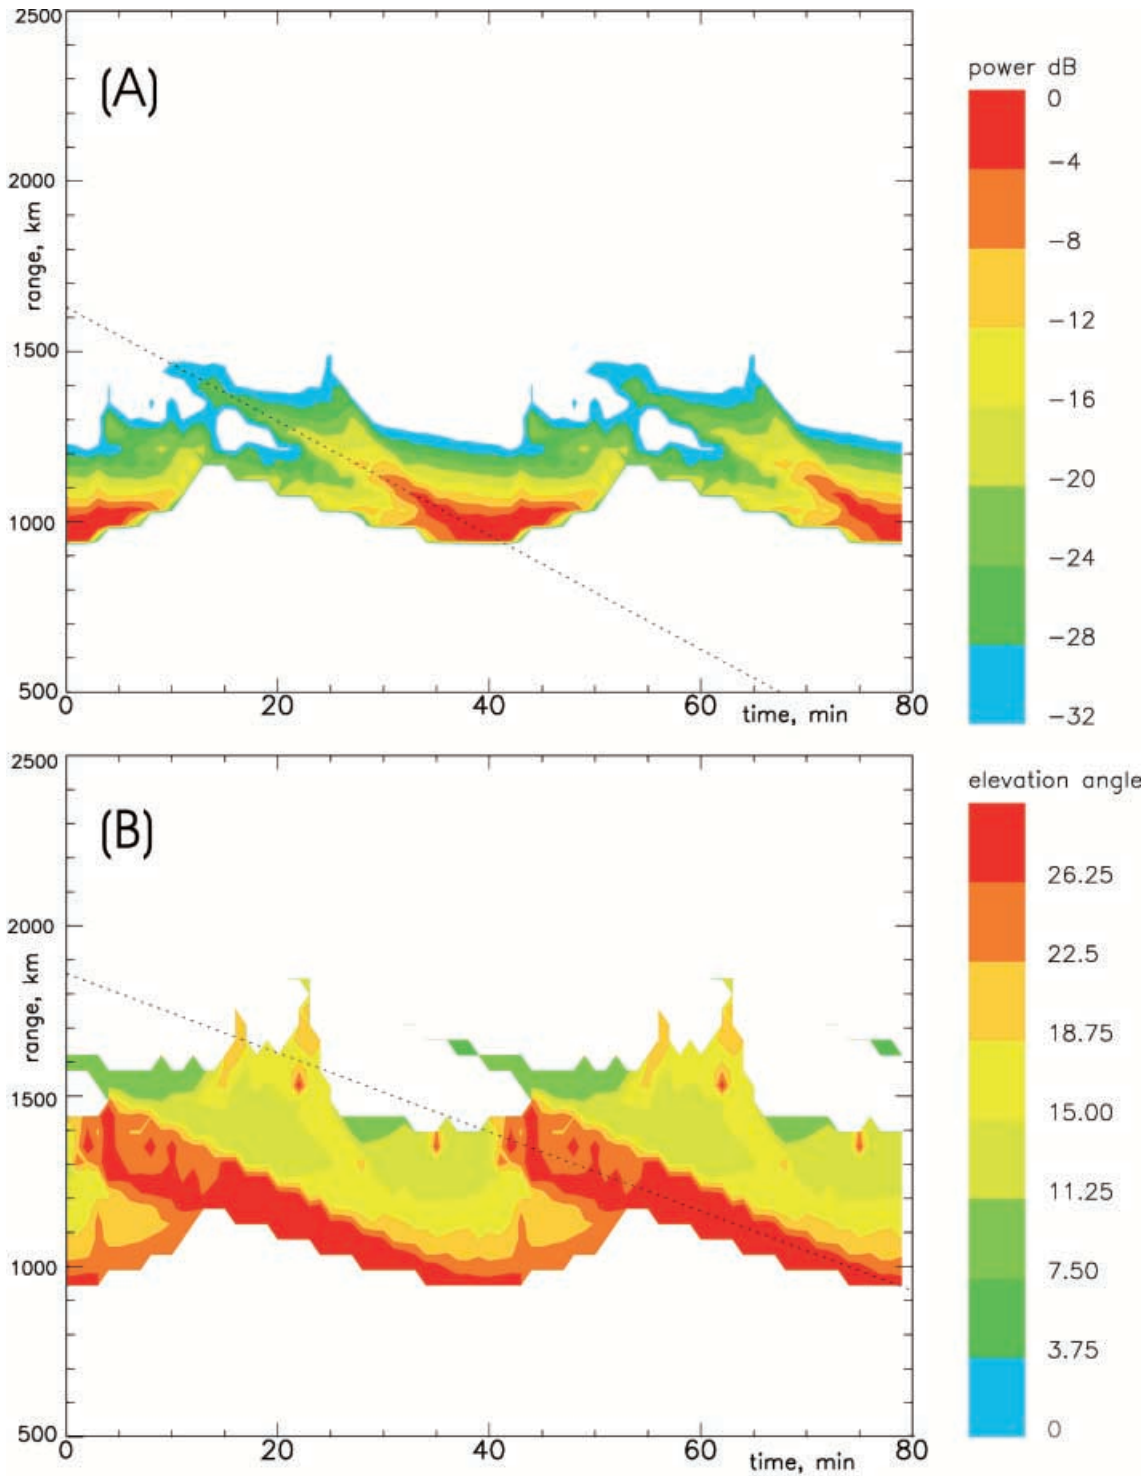 2500
(A)
power dB
0
−4
2000
−8
range, km
−12
1500
−16
−20
1000
−24
−28
500
−32
0 20 40 60 80
time, min
2500
elevation angle
(B)
26.25
2000
22.5
range, km
18.75
1500
15.00
11.25
1000
7.50
3.75
500
0
0 20 40 60 80
time, min